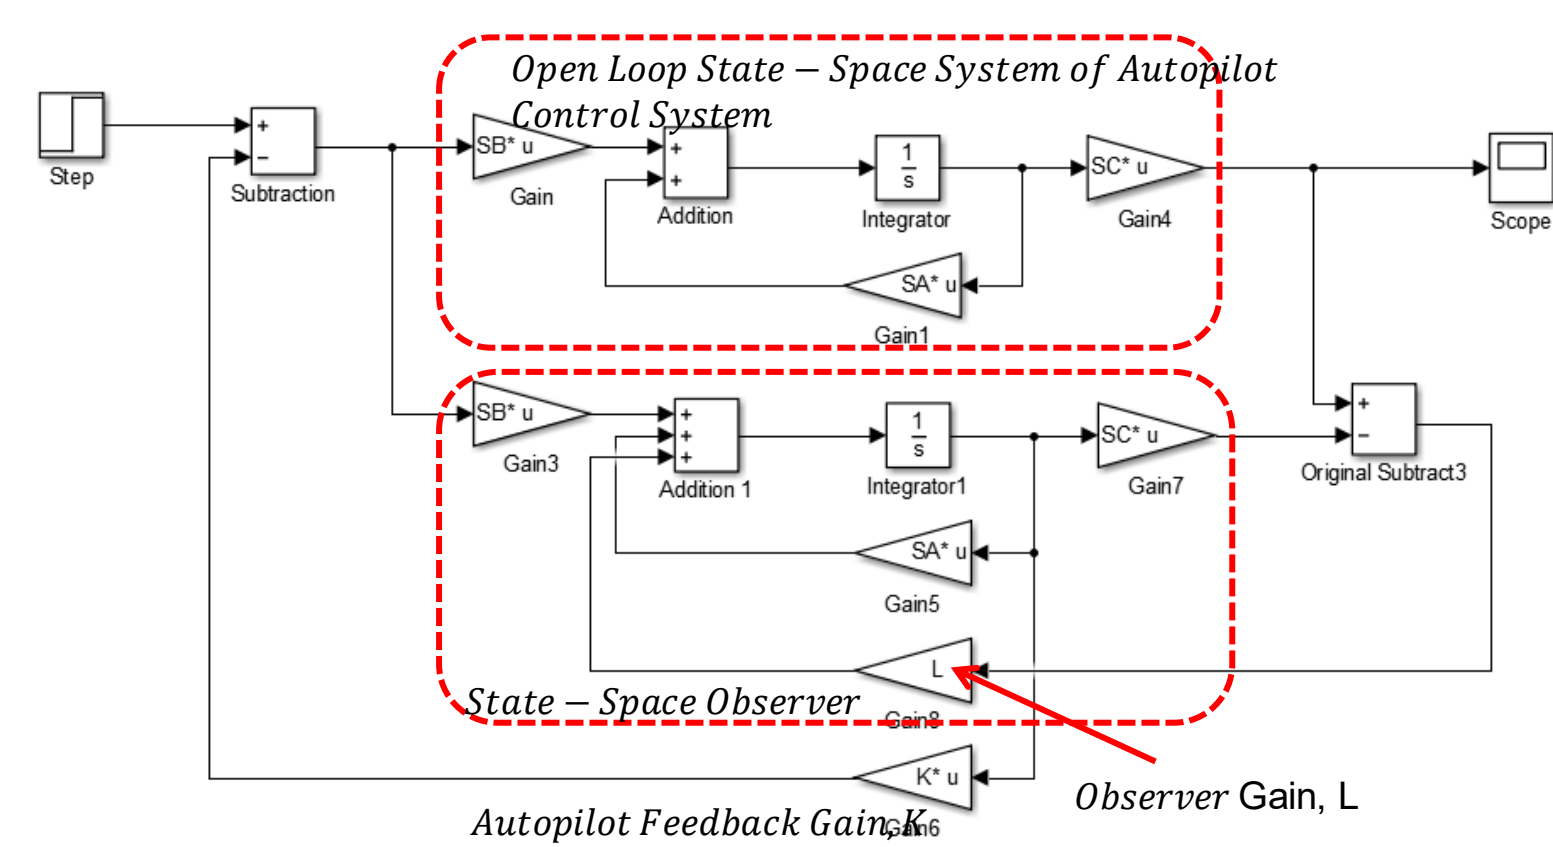 Open Loop State − Space System of Autopilot
Control System
Step
+
−
Subtraction
SB* u
Gain
+
+
Addition
1
s
Integrator
SC* u
Gain4
Scope
SA* u
Gain1
SB* u
Gain3
+
+
+
Addition 1
1
s
Integrator1
SC* u
Gain7
+
−
Original Subtract3
SA* u
Gain5
L
Gain8
State − Space Observer
K* u
Gain6
Observer Gain, L
Autopilot Feedback Gain, K